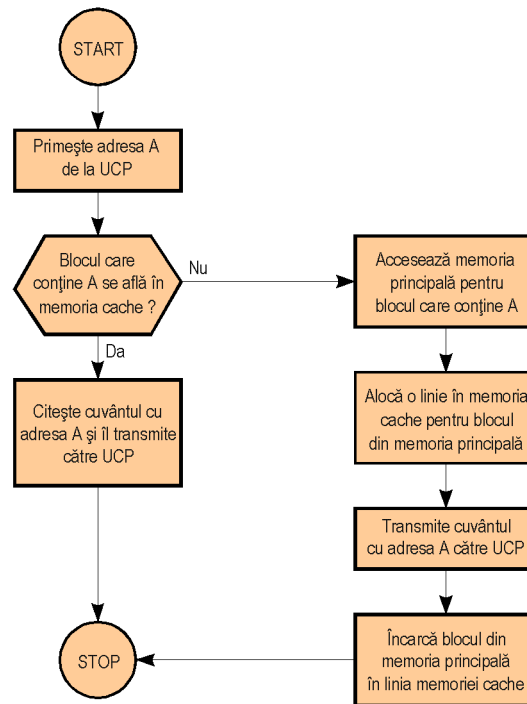 START
Primeşte adresa A
de la UCP
Blocul care
conţine A se află în
memoria cache ?
Nu
Da
Citeşte cuvântul cu
adresa A şi îl transmite
către UCP
Accesează memoria
principală pentru
blocul care conţine A
Alocă o linie în memoria
cache pentru blocul
din memoria principală
Transmite cuvântul
cu adresa A către UCP
Încarcă blocul din
memoria principală
în linia memoriei cache
STOP